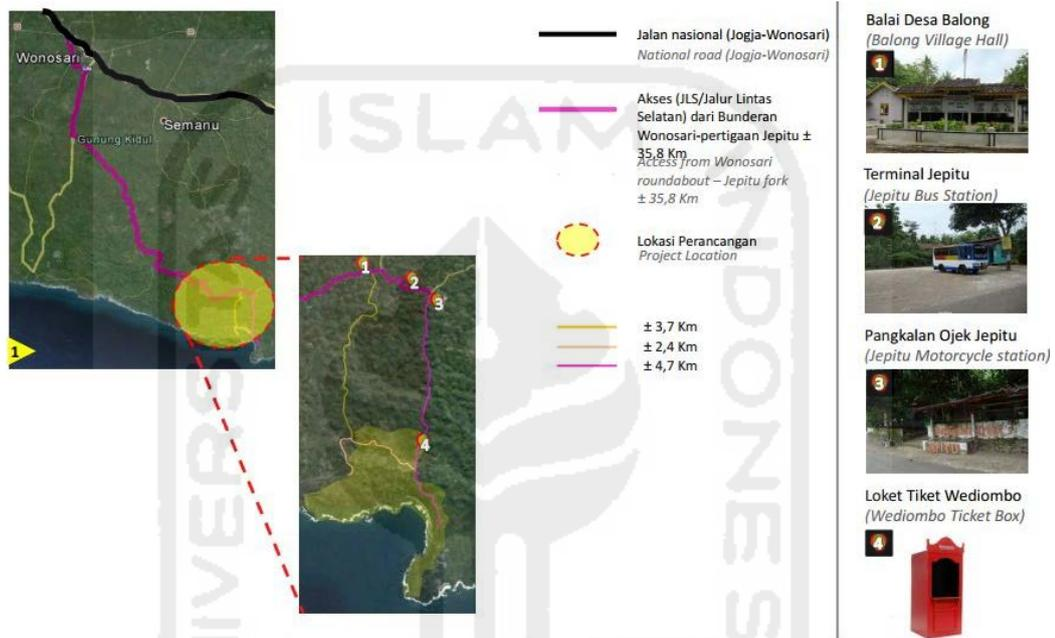 Wonosari
Semanu
Gunung Kidul
1
1
2
3
4
Jalan nasional (Jogja-Wonosari)
National road (Jogja-Wonosari)
Akses (JLS/Jalur Lintas
Selatan) dari Bunderan
Wonosari-pertigaan Jepitu ±
35,8 Km
Access from Wonosari
roundabout – Jepitu fork
± 35,8 Km
Lokasi Perancangan
Project Location
± 3,7 Km
± 2,4 Km
± 4,7 Km
Balai Desa Balong
(Balong Village Hall)
1
Terminal Jepitu
(Jepitu Bus Station)
2
Pangkalan Ojek Jepitu
(Jepitu Motorcycle station)
3
Loket Tiket Wediombo
(Wediombo Ticket Box)
4
ISLAM
INDONES
IVERSITAS